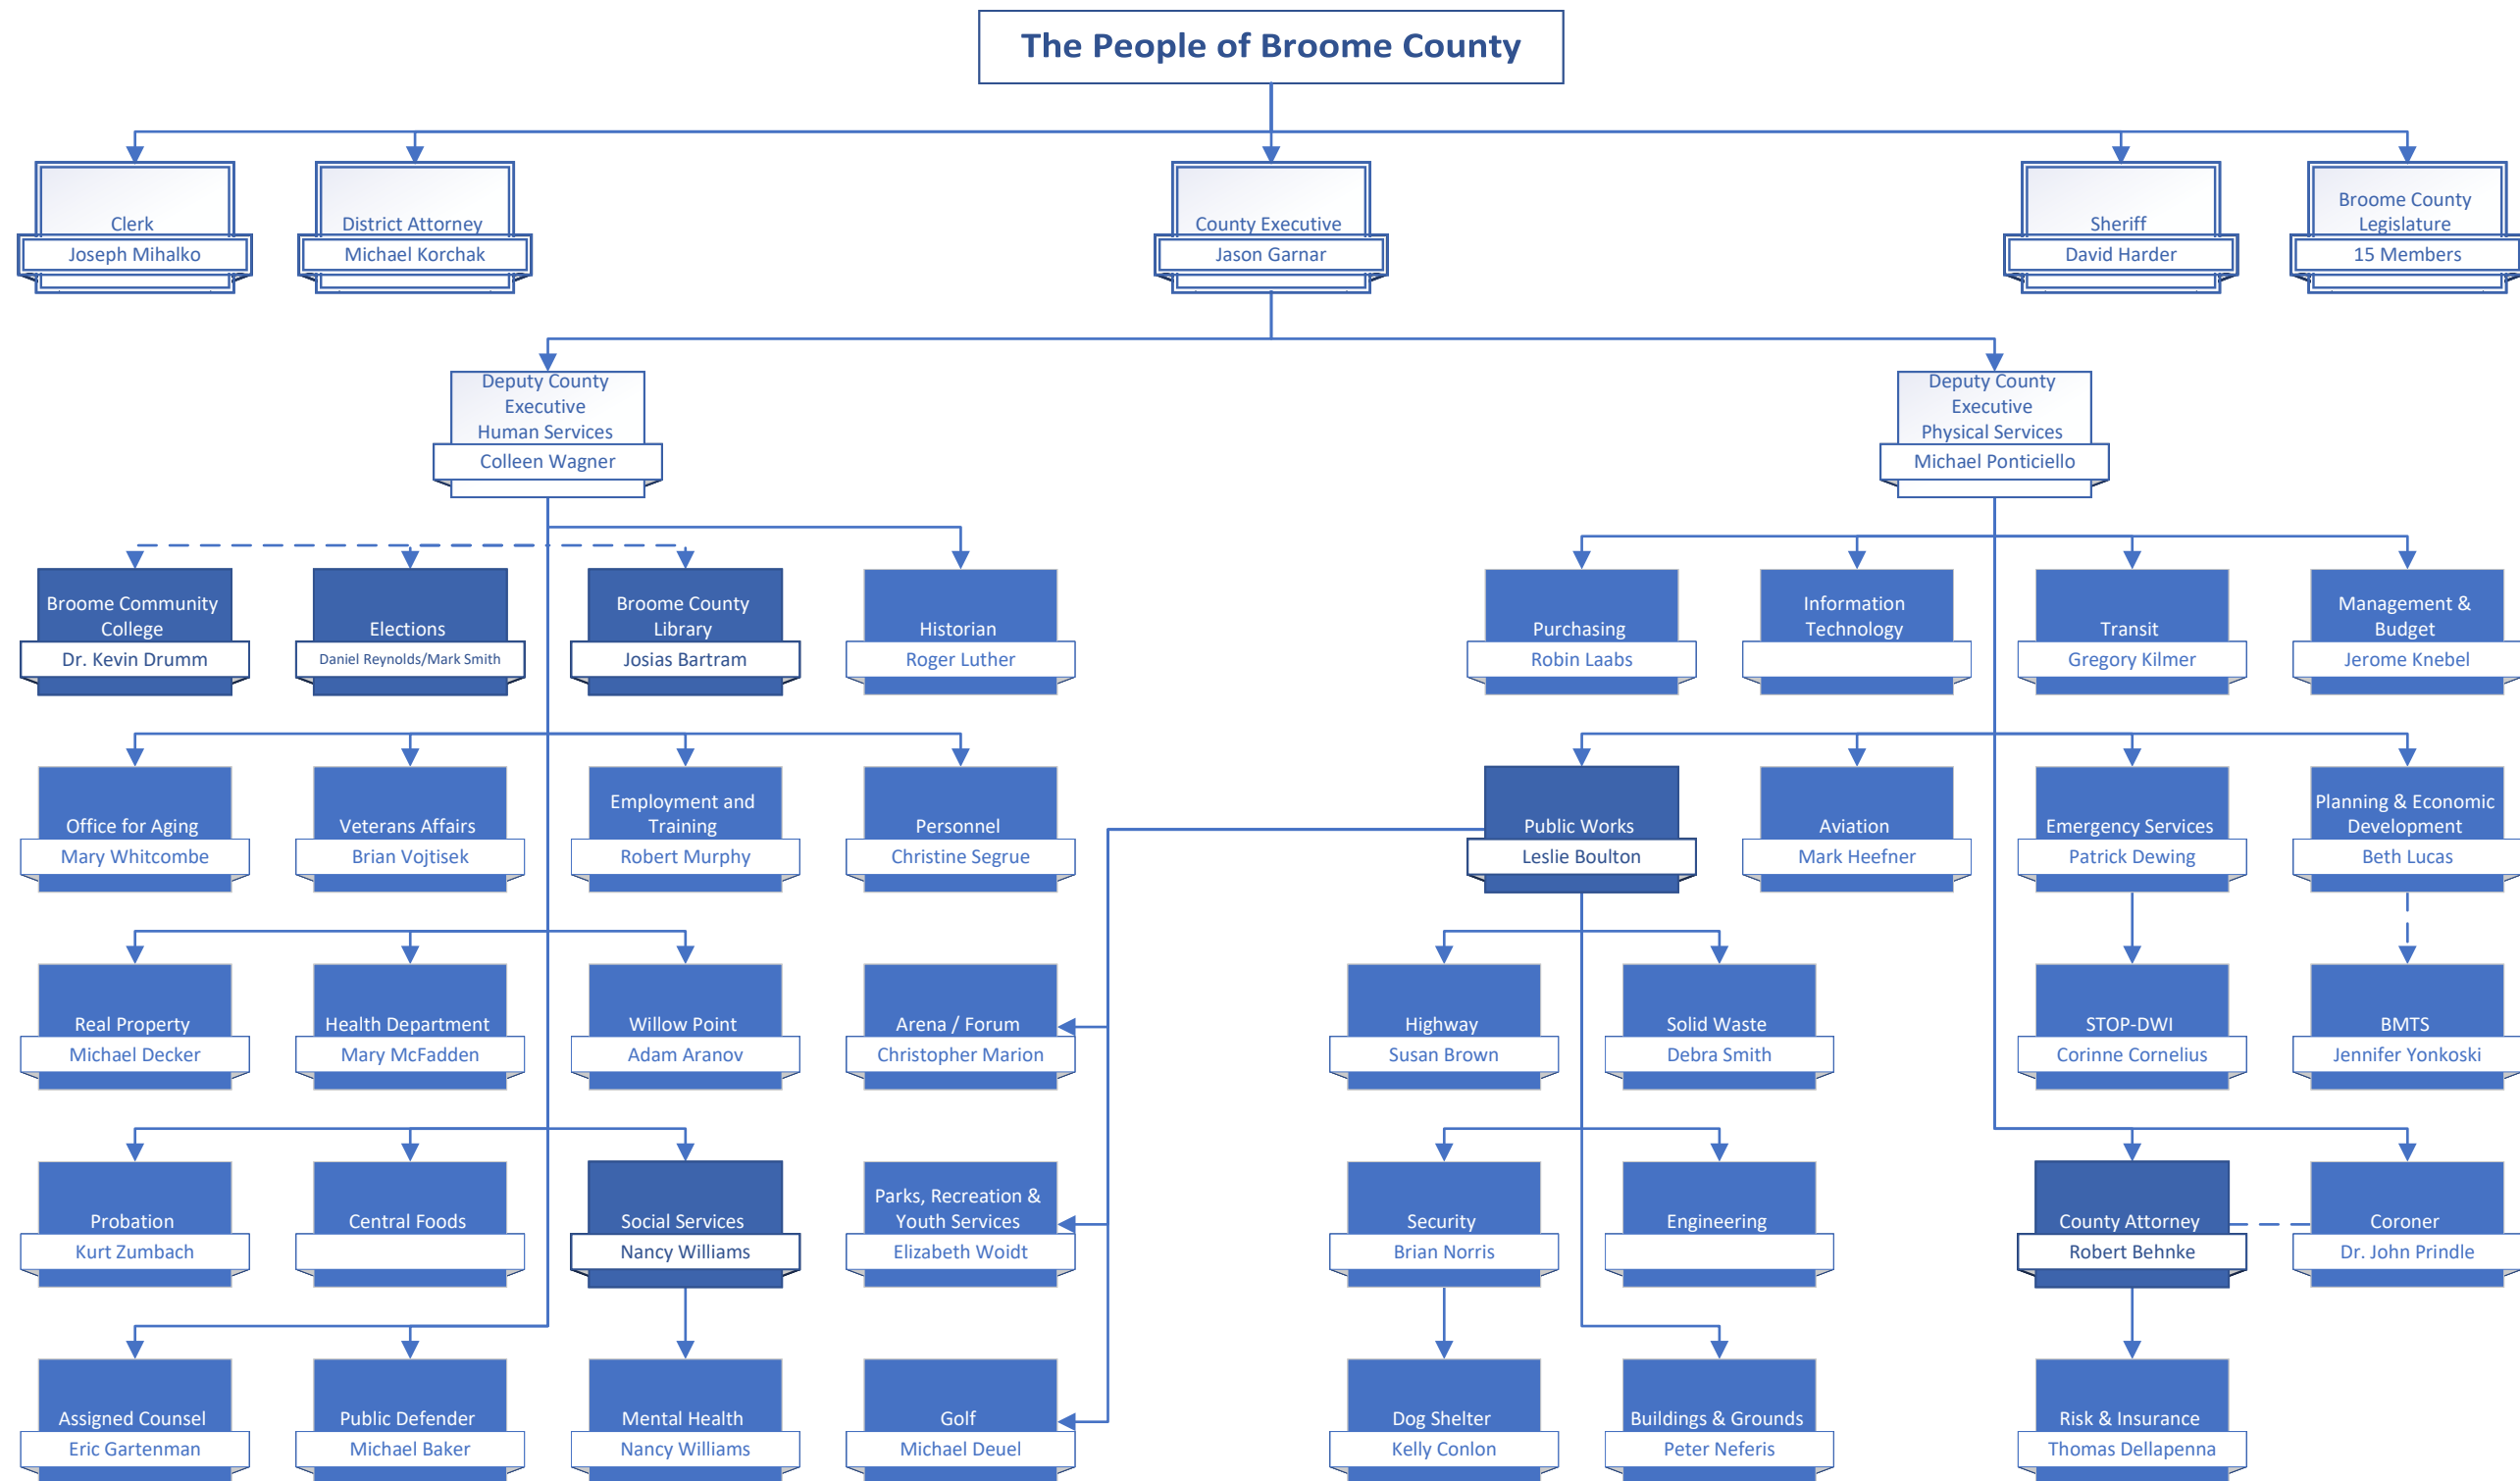 The People of Broome County
Clerk
Joseph Mihalko
District Attorney
Michael Korchak
County Executive
Jason Garnar
Sheriff
David Harder
Broome County
Legislature
15 Members
Deputy County
Executive
Human Services
Colleen Wagner
Deputy County
Executive
Physical Services
Michael Ponticiello
Broome Community
College
Dr. Kevin Drumm
Elections
Daniel Reynolds/Mark Smith
Broome County
Library
Josias Bartram
Historian
Roger Luther
Purchasing
Robin Laabs
Information
Technology
Transit
Gregory Kilmer
Management &
Budget
Jerome Knebel
Office for Aging
Mary Whitcombe
Veterans Affairs
Brian Vojtisek
Employment and
Training
Robert Murphy
Personnel
Christine Segrue
Public Works
Leslie Boulton
Aviation
Mark Heefner
Emergency Services
Patrick Dewing
Planning & Economic
Development
Beth Lucas
Real Property
Michael Decker
Health Department
Mary McFadden
Willow Point
Adam Aranov
Arena / Forum
Christopher Marion
Highway
Susan Brown
Solid Waste
Debra Smith
STOP-DWI
Corinne Cornelius
BMTS
Jennifer Yonkoski
Probation
Kurt Zumbach
Central Foods
Social Services
Nancy Williams
Parks, Recreation &
Youth Services
Elizabeth Woidt
Security
Brian Norris
Engineering
County Attorney
Robert Behnke
Coroner
Dr. John Prindle
Assigned Counsel
Eric Gartenman
Public Defender
Michael Baker
Mental Health
Nancy Williams
Golf
Michael Deuel
Dog Shelter
Kelly Conlon
Buildings & Grounds
Peter Neferis
Risk & Insurance
Thomas Dellapenna